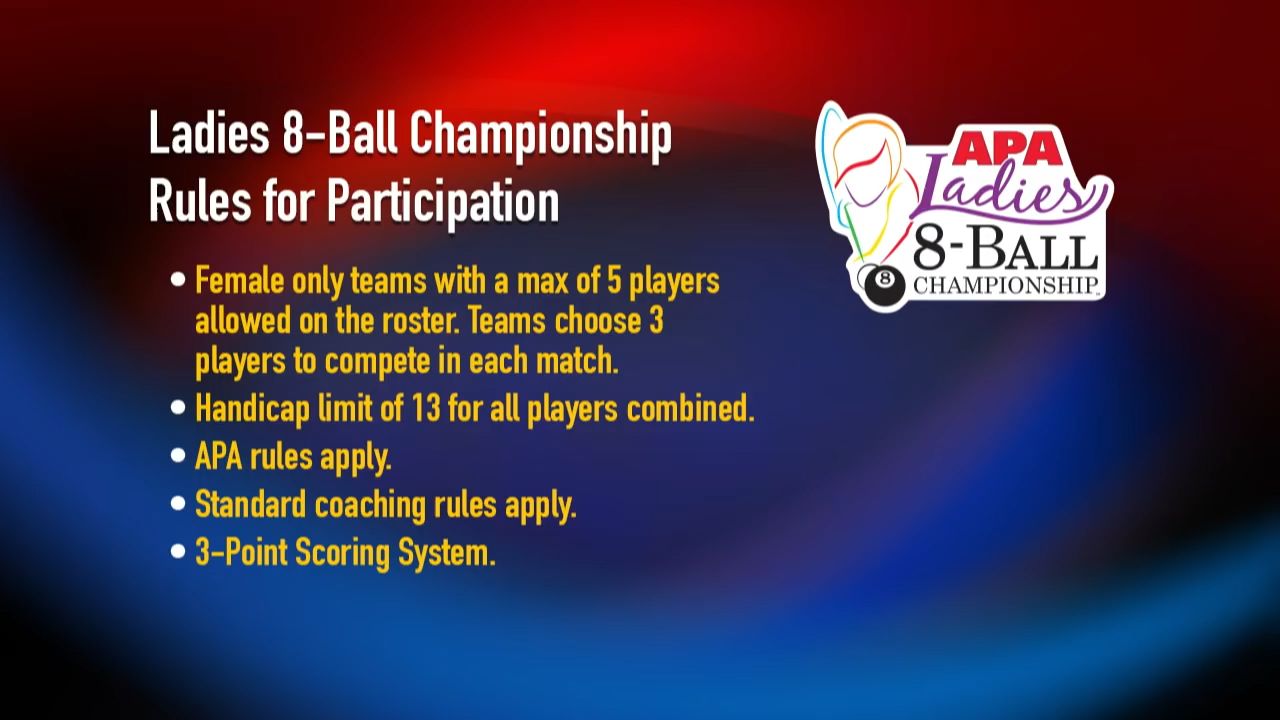 Ladies 8-Ball Championship
Rules for Participation
• Female only teams with a max of 5 players
allowed on the roster. Teams choose 3
players to compete in each match.
• Handicap limit of 13 for all players combined.
• APA rules apply.
• Standard coaching rules apply.
• 3-Point Scoring System.
APA
Ladies
8-BALL
CHAMPIONSHIP
8